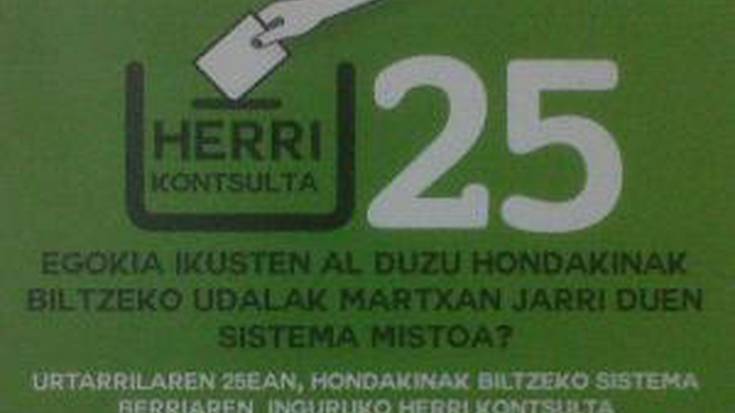 HERRI
KONTSULTA
25
EGOKIA IKUSTEN AL DUZU HONDAKINAK
BILTZEKO UDALAK MARTXAN JARRI DUEN
SISTEMA MISTOA?
URTARRILAREN 25EAN, HONDAKINAK BILTZEKO SISTEMA
BERRIAREN INGURUKO HERRI KONTSULTA